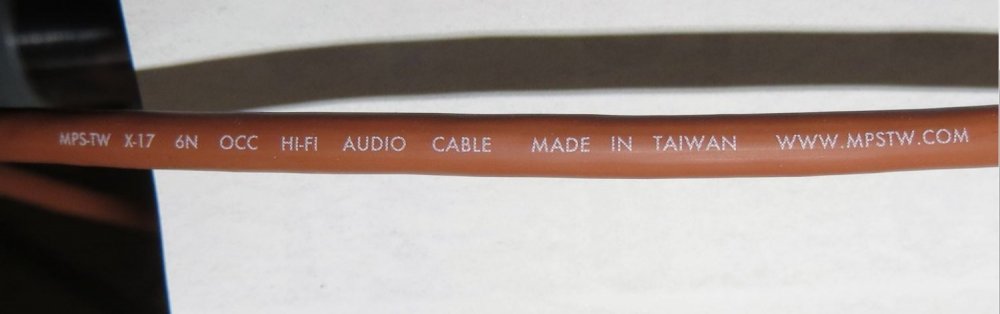 MPS-TW X-17 6N OCC HI-FI AUDIO CABLE MADE IN TAIWAN WWW.MPSTW.COM